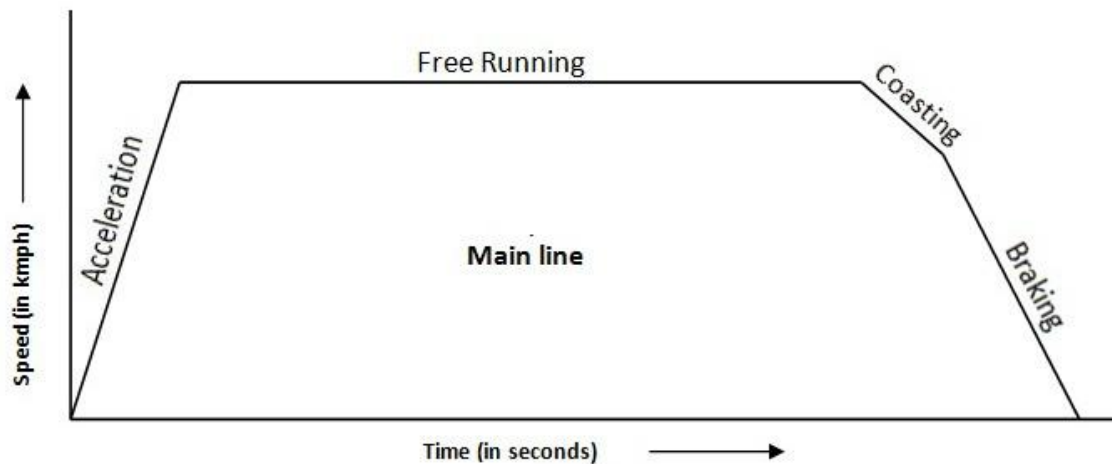 Free Running
Coasting
Acceleration
Main line
Braking
Speed (in kmph)
Time (in seconds)